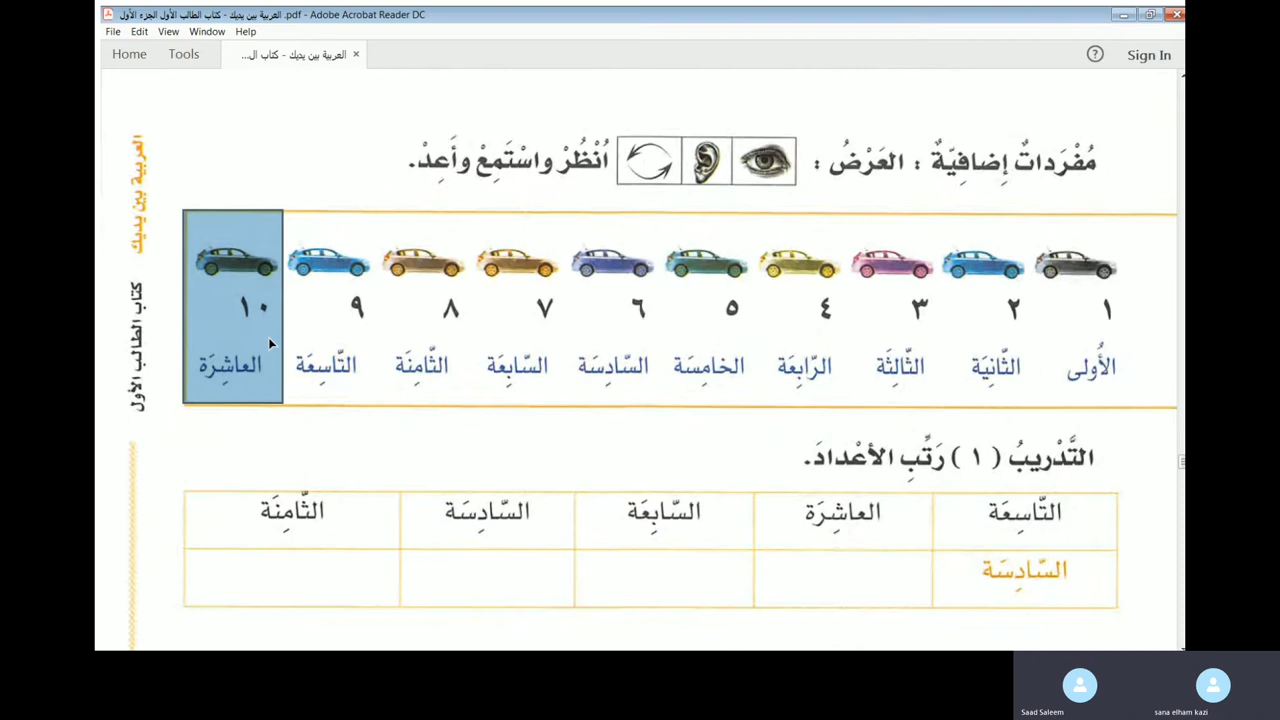 العربية بين يديك - كتاب الطالب الأول الجزء الأول .pdf - Adobe Acrobat Reader DC
File Edit View Window Help
Home Tools العربية بين يديك - كتاب ال... × ? Sign In
مُفْرَداتٌ إضافِيّةٌ : العَرْضُ : اُنْظُرْ واسْتَمِعْ وأَعِدْ.
١ ٢ ٣ ٤ ٥ ٦ ٧ ٨ ٩ ١٠
الأُولى الثّانِيَة الثّالِثَة الرّابِعَة الخامِسَة السّادِسَة السّابِعَة الثّامِنَة التّاسِعَة العاشِرَة
التَّدْريبُ ( ١ ) رَتِّبِ الأعْدادَ.
التّاسِعَة العاشِرَة السّابِعَة السّادِسَة الثّامِنَة
السّادِسَة
العربية بين يديك
كتاب الطالب الأول
Saad Saleem
sana elham kazi